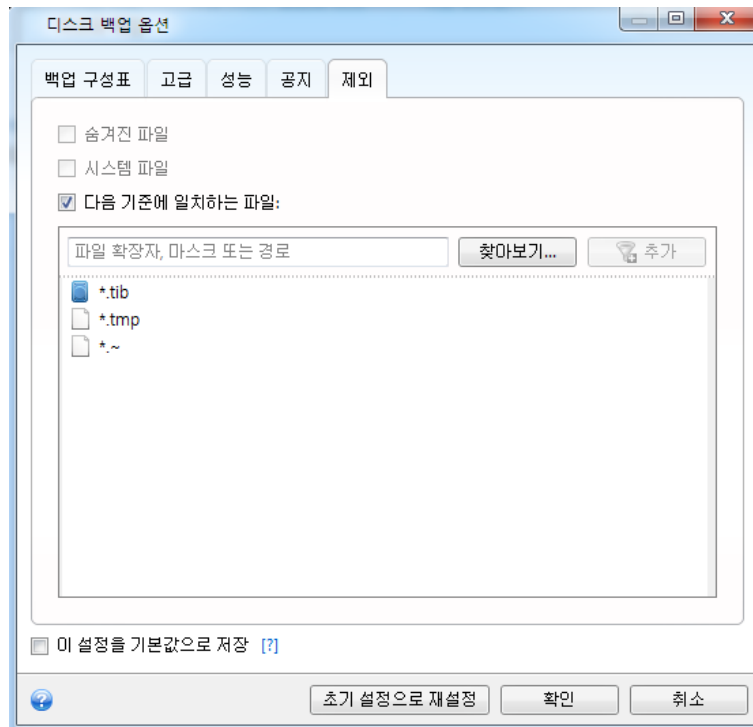 디스크 백업 옵션
백업 구성표 고급 성능 공지 제외
숨겨진 파일
시스템 파일
다음 기준에 일치하는 파일:
파일 확장자, 마스크 또는 경로 찾아보기... 추가
*.tib
*.tmp
*.~
이 설정을 기본값으로 저장 [?]
초기 설정으로 재설정 확인 취소